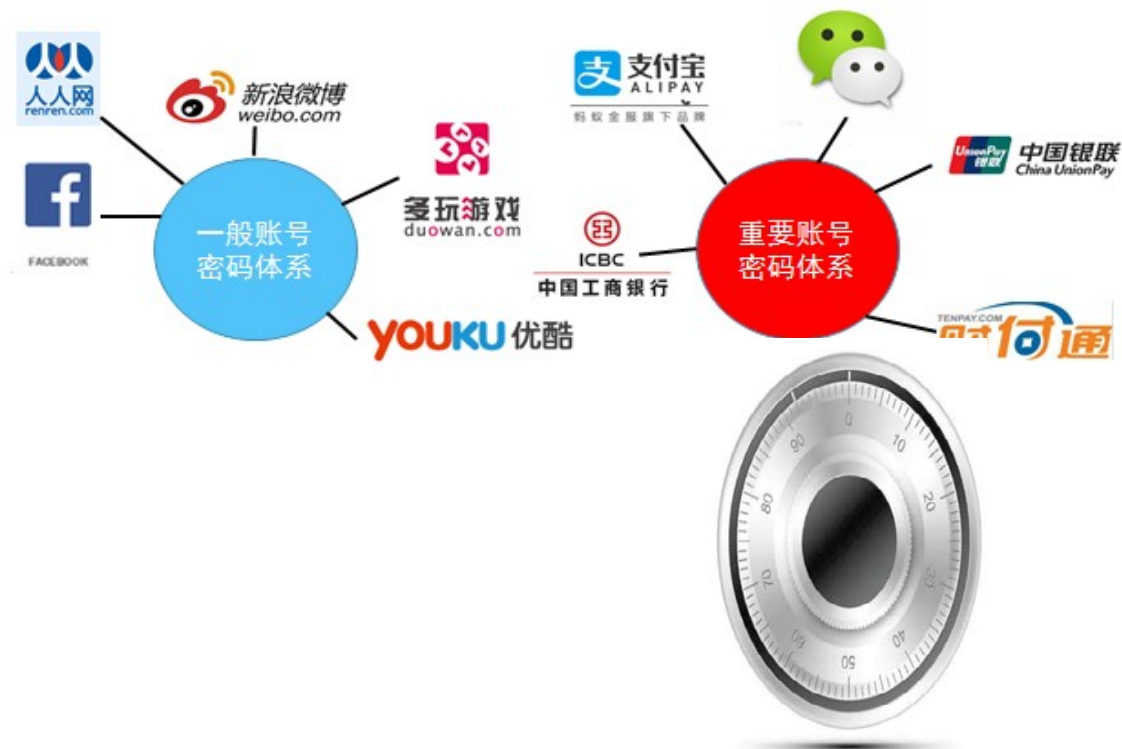 人人网
renren.com
新浪微博
weibo.com
FACEBOOK
多玩游戏
duowan.com
YOUKU 优酷
一般账号
密码体系
支 支付宝
ALIPAY
蚂蚁金服旗下品牌
UnionPay
银联
中国银联
China UnionPay
ICBC
中国工商银行
重要账号
密码体系
TENPAY.COM
财付通
0
10
20
30
40
50
60
70
80
90